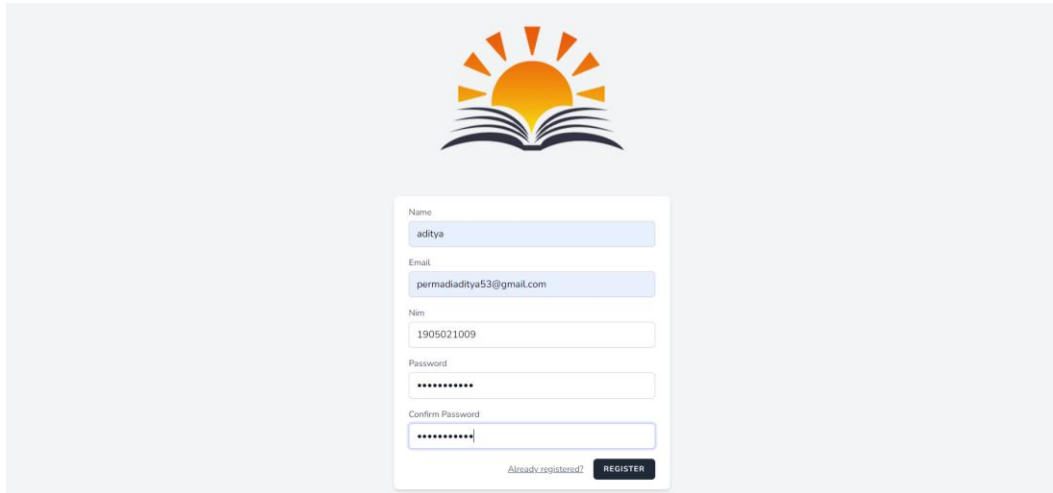 Name
aditya
Email
permadiaditya53@gmail.com
Nim
1905021009
Password
•••••••••••
Confirm Password
•••••••••••
Already registered? REGISTER